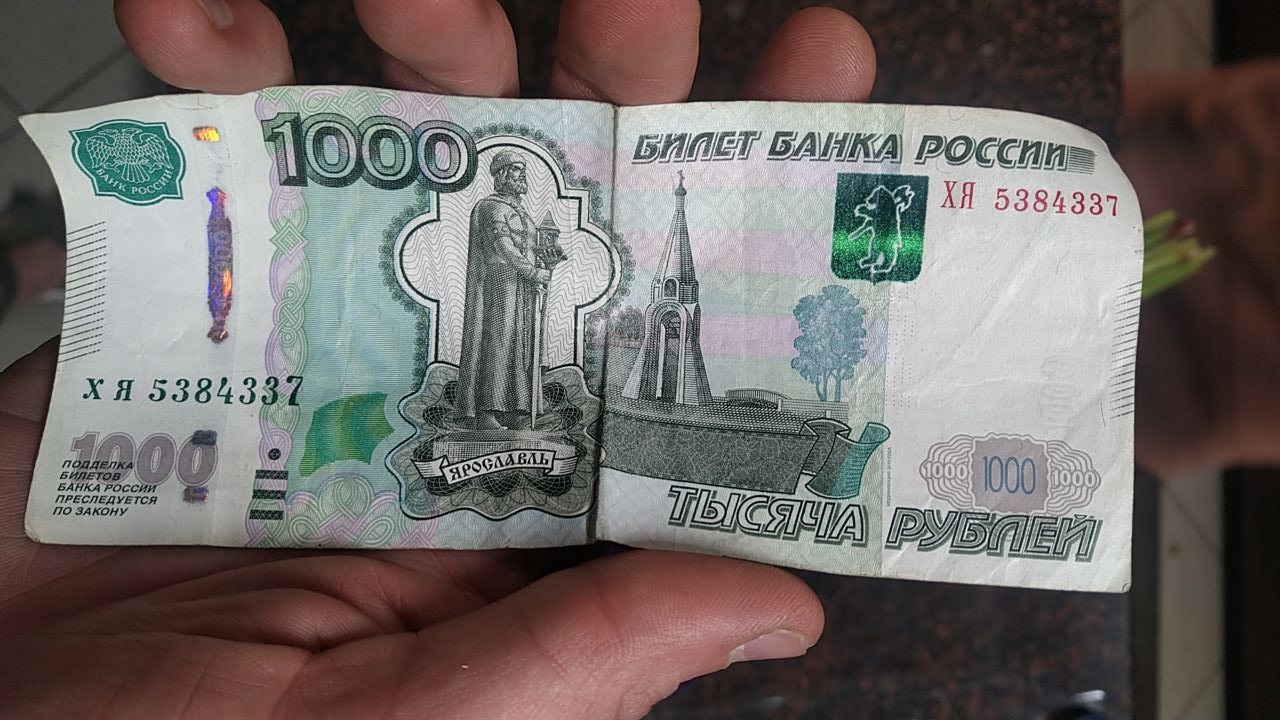 БАНК РОССИИ
1000
БИЛЕТ БАНКА РОССИИ
ХЯ 5384337
ХЯ 5384337
1000
ПОДДЕЛКА
БИЛЕТОВ
БАНКА РОССИИ
ПРЕСЛЕДУЕТСЯ
ПО ЗАКОНУ
ЯРОСЛАВЛЬ
1000 1000 1000
ТЫСЯЧА РУБЛЕЙ